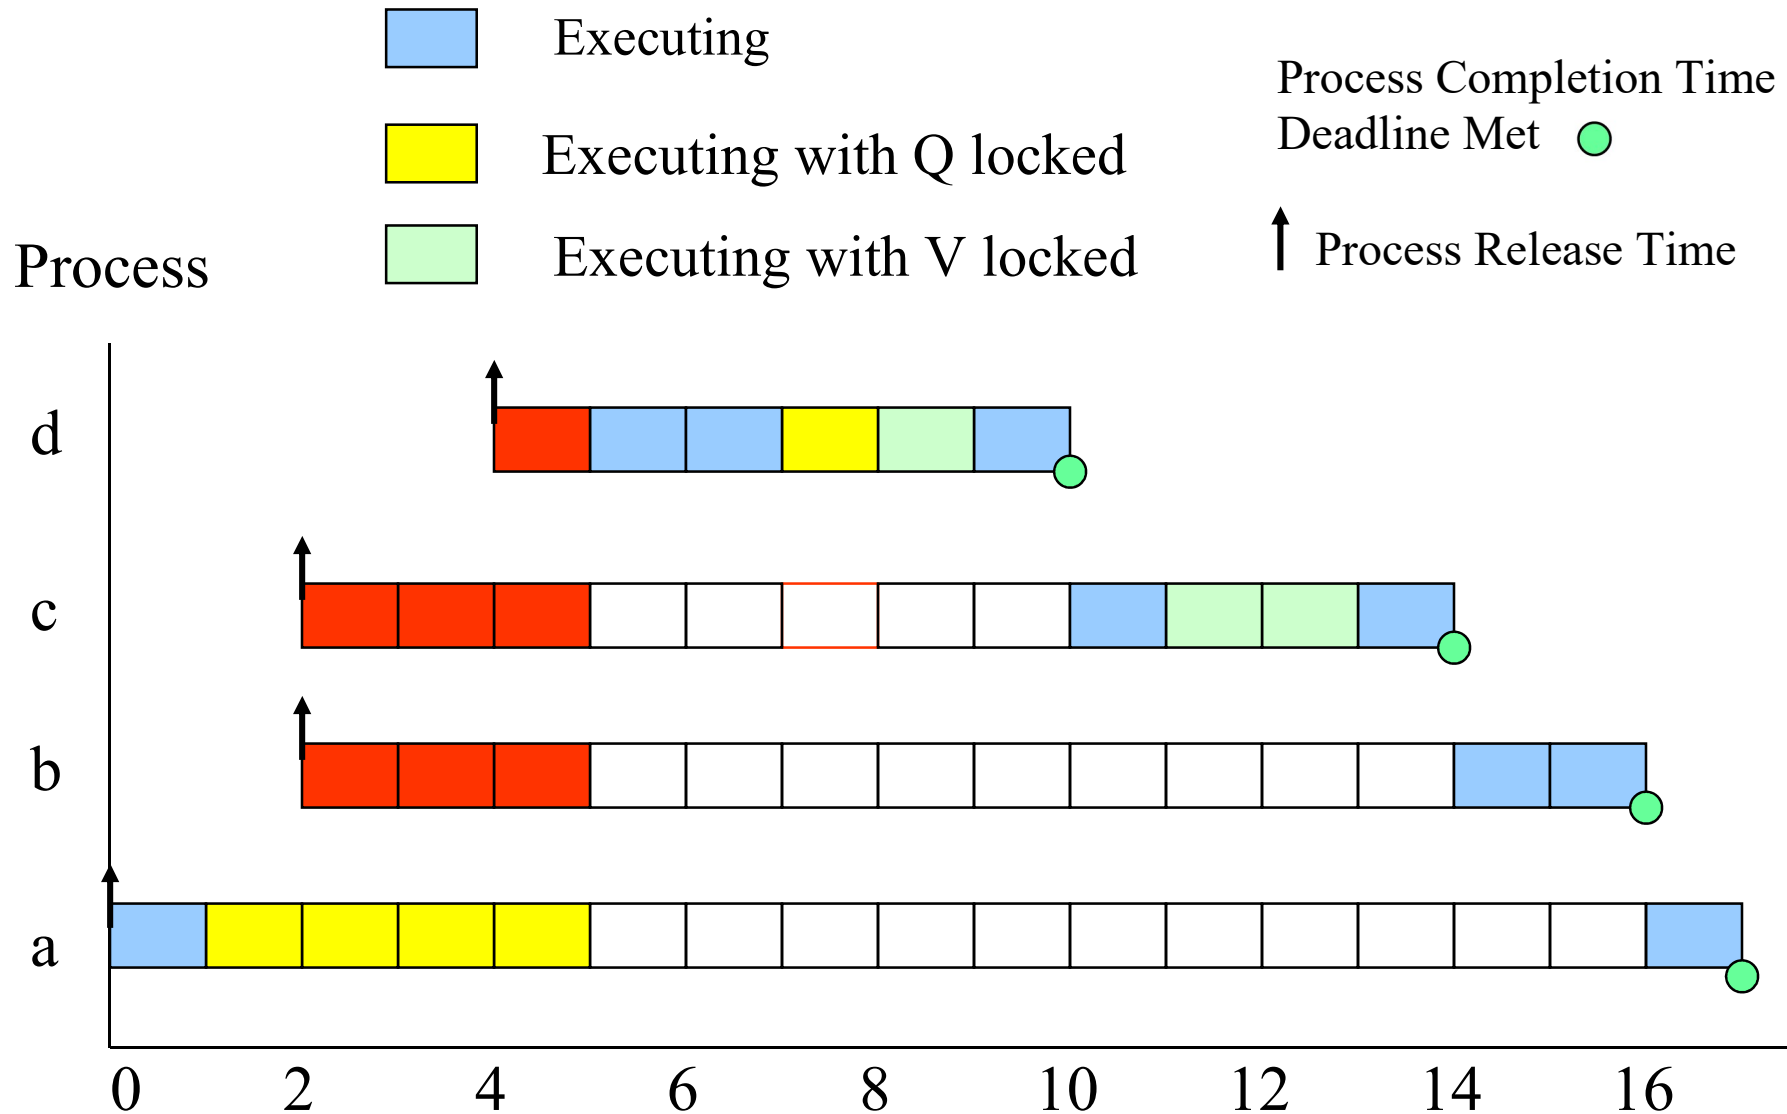 Executing
Process Completion Time
Deadline Met
Executing with Q locked
Executing with V locked
Process Release Time
Process
d
c
b
a
0 2 4 6 8 10 12 14 16